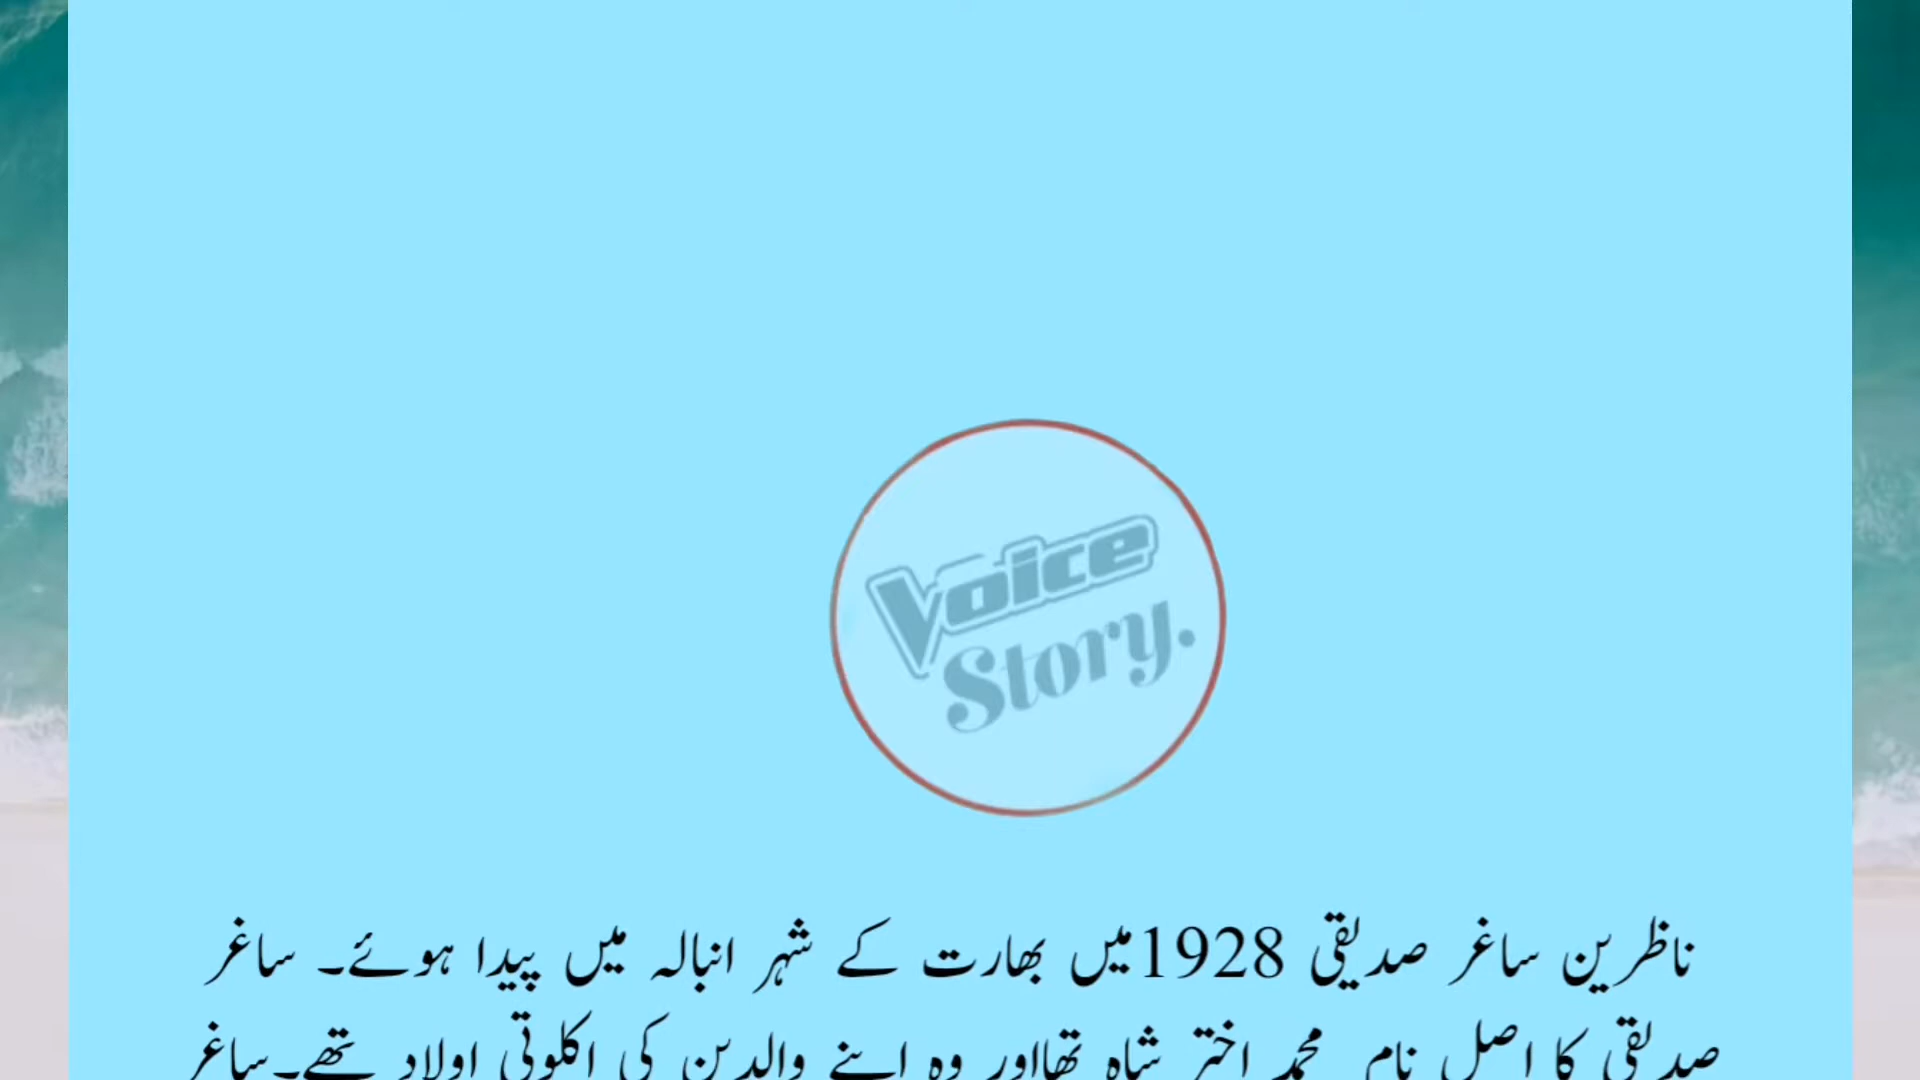 Voice
Story.
ناظرین ساغر صدیقی 1928میں بھارت کے شہر انبالہ میں پیدا ہوئے۔ ساغر
صدیقی کا اصل نام محمد اختر شاہ تھااور وہ اپنے والدین کی اکلوتی اولاد تھے۔ساغر